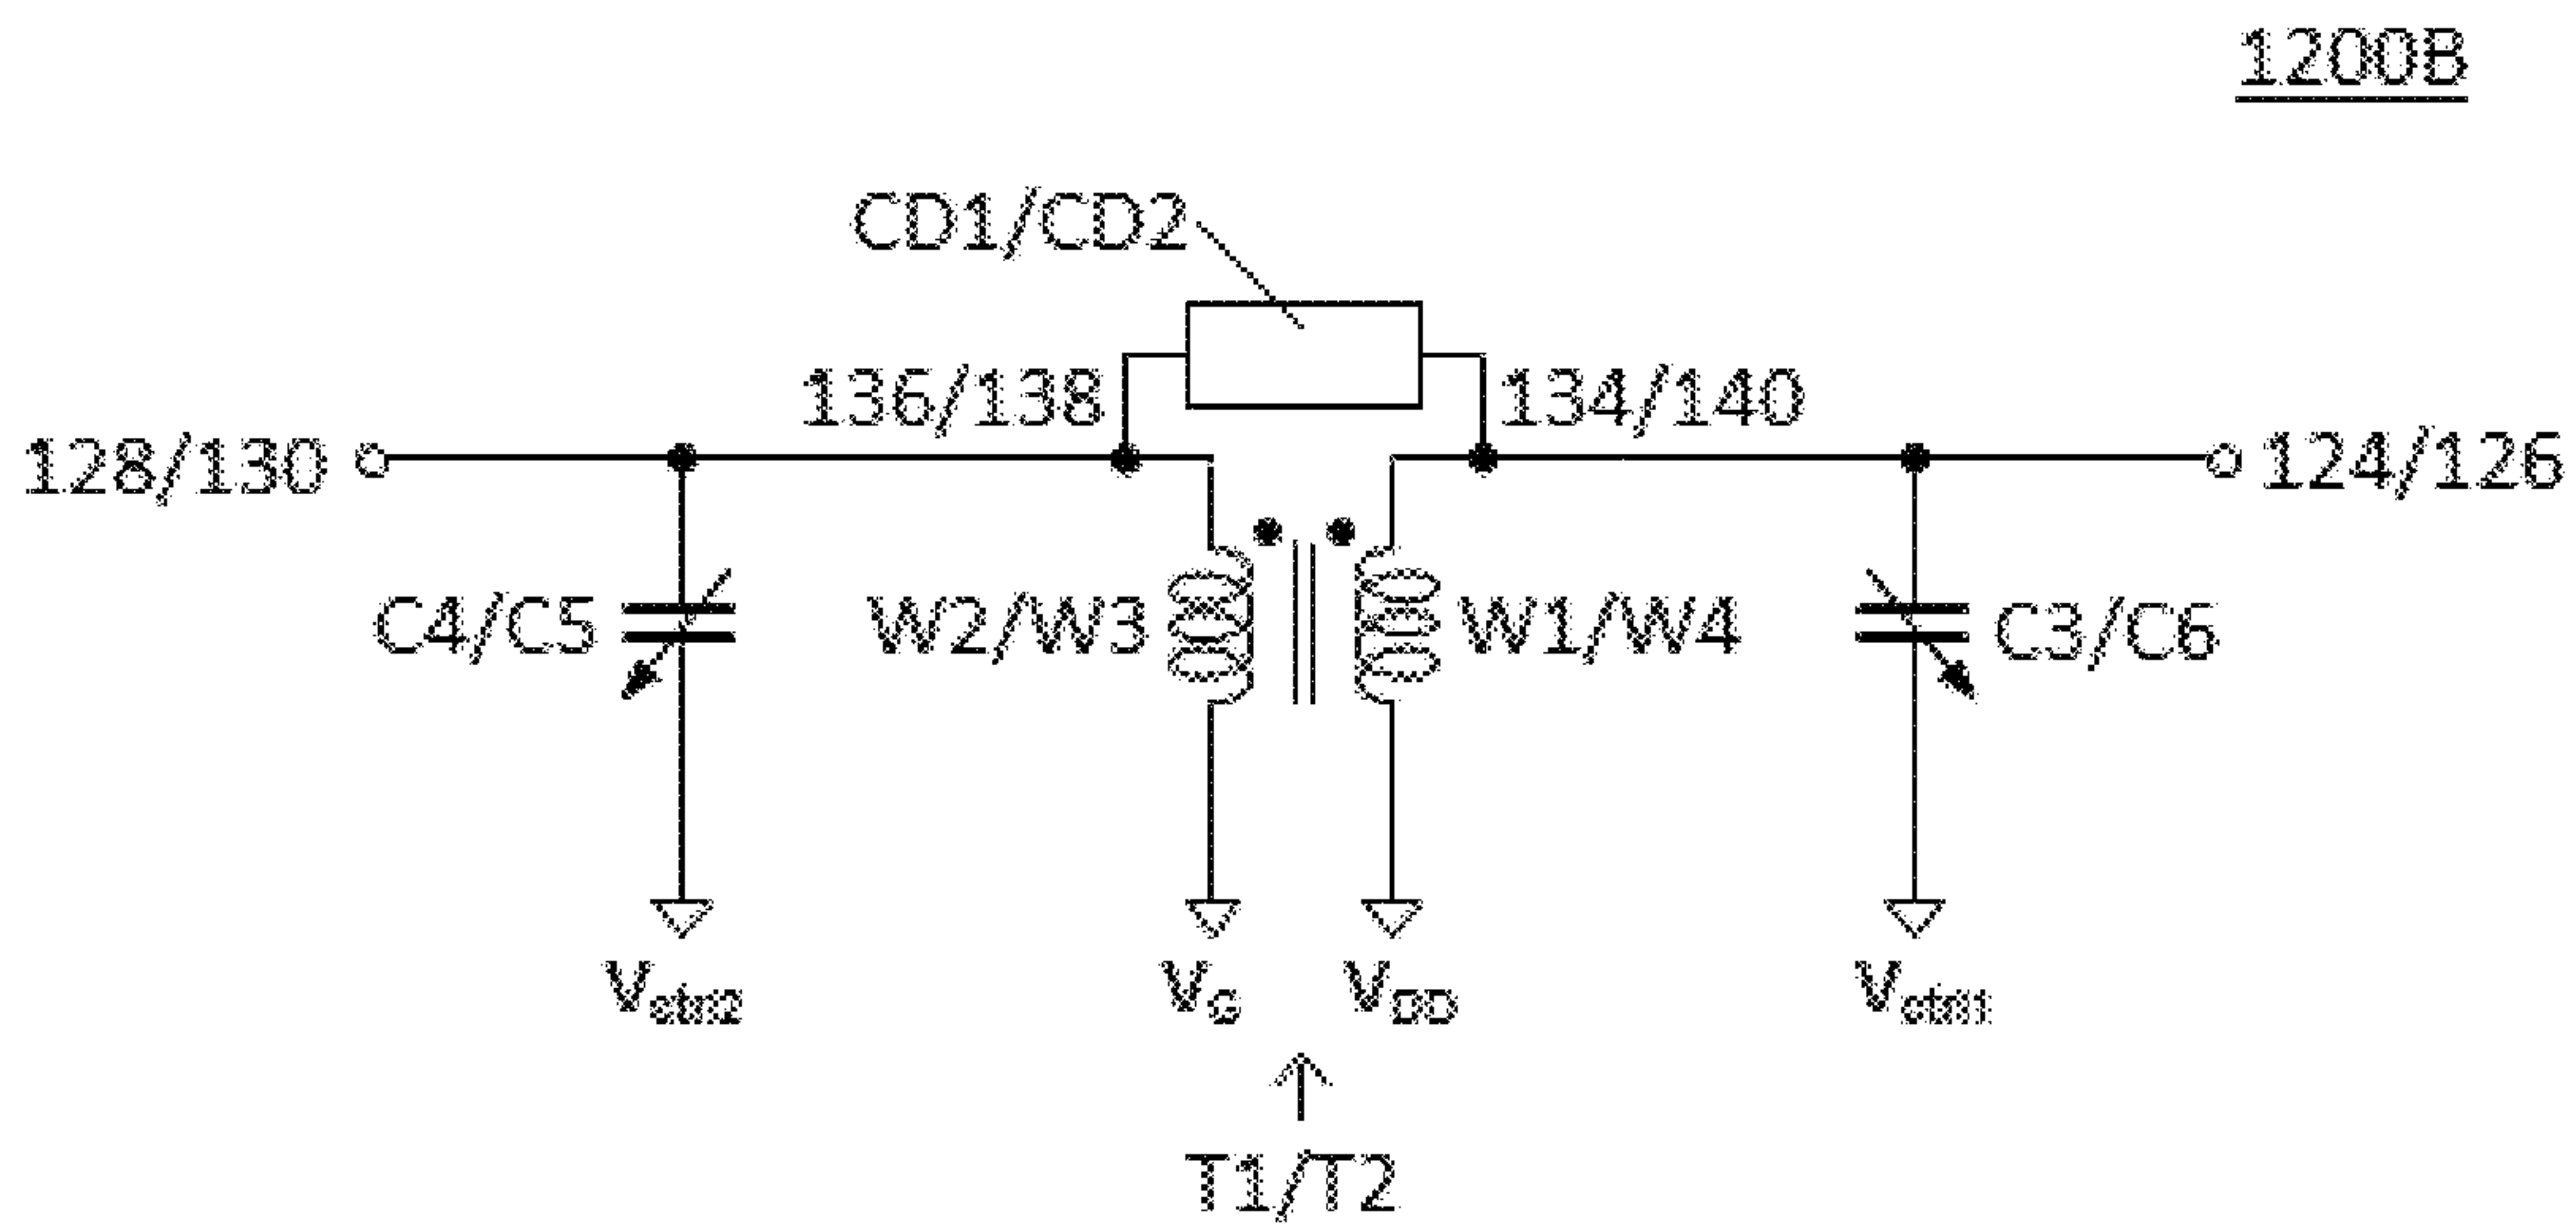 1200B
CD1/CD2
136/138
134/140
128/130
124/126
C4/C5
W2/W3
W1/W4
C3/C6
Vctrl2
VG
VDD
Vctrl1
T1/T2